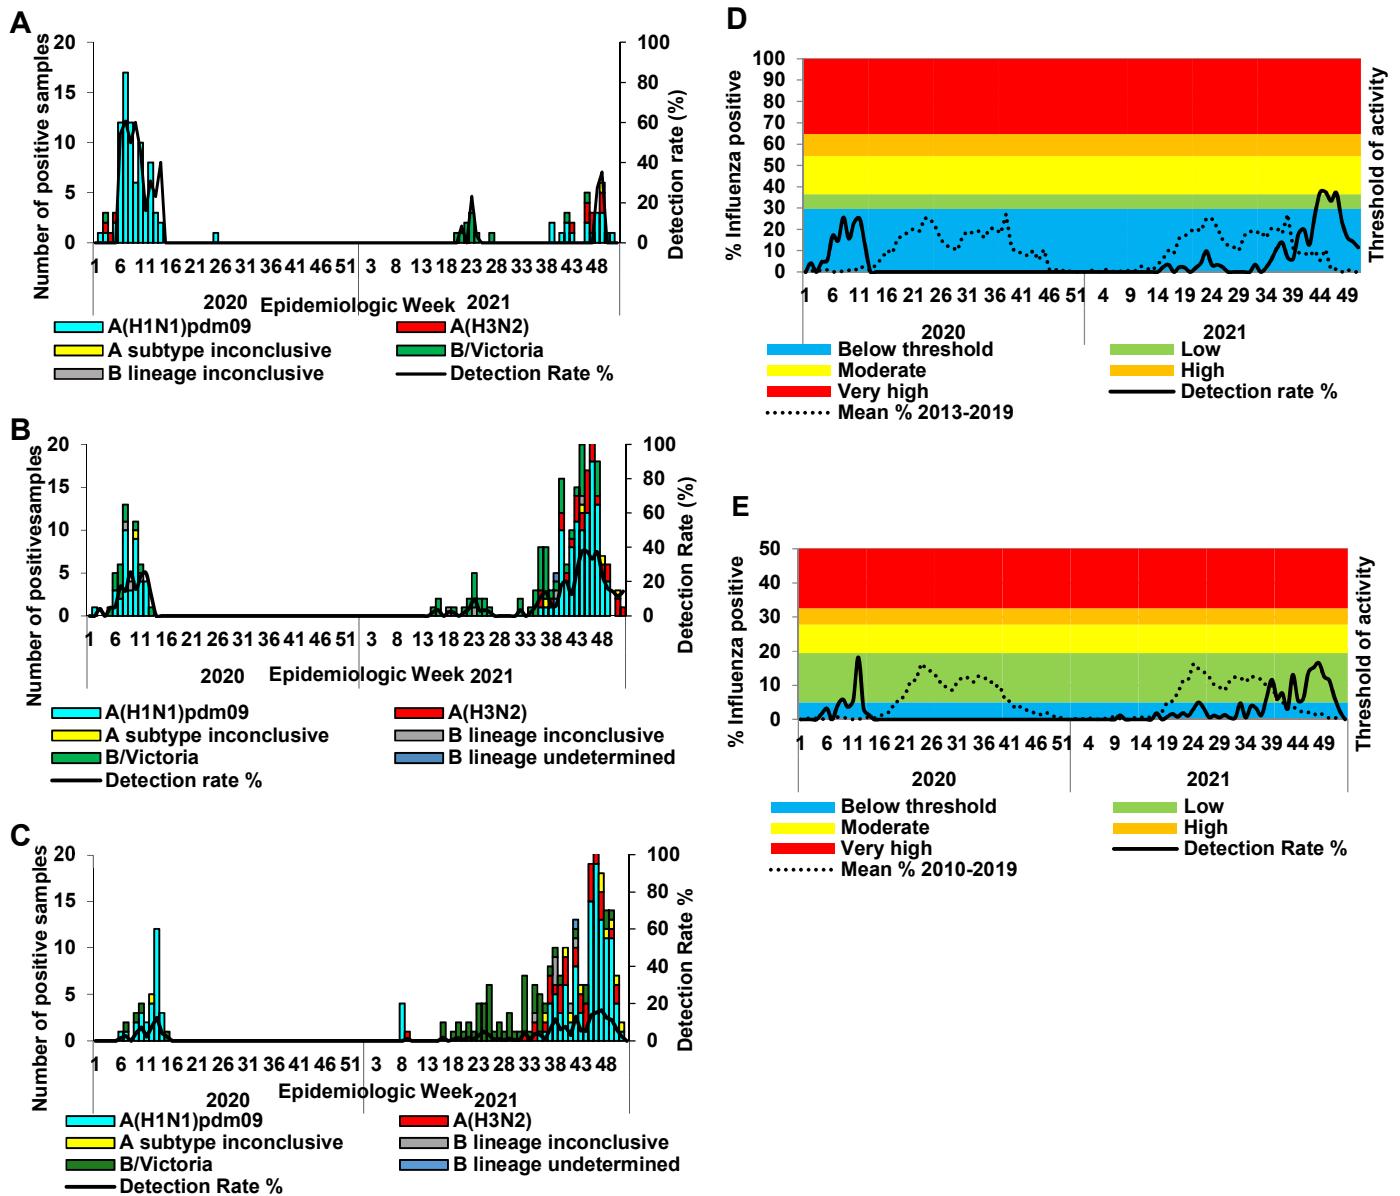 A
Number of positive samples
20
15
10
5
0
100
80
60
40
20
0
Detection rate (%)
1 6 11 16 21 26 31 36 41 46 51 3 8 13 18 23 28 33 38 43 48
2020 Epidemiologic Week 2021
A(H1N1)pdm09 A(H3N2)
A subtype inconclusive B/Victoria
B lineage inconclusive Detection Rate %
B
Number of positivesamples
20
15
10
5
0
100
80
60
40
20
0
Detection Rate (%)
1 6 11 16 21 26 31 36 41 46 51 3 8 13 18 23 28 33 38 43 48
2020 Epidemiologic Week 2021
A(H1N1)pdm09 A(H3N2)
A subtype inconclusive B lineage inconclusive
B/Victoria B lineage undetermined
Detection rate %
C
Number of positive samples
20
15
10
5
0
100
80
60
40
20
0
Detection Rate %
1 6 11 16 21 26 31 36 41 46 51 3 8 13 18 23 28 33 38 43 48
2020 Epidemiologic Week 2021
A(H1N1)pdm09 A(H3N2)
A subtype inconclusive B lineage inconclusive
B/Victoria B lineage undetermined
Detection Rate %
D
% Influenza positive
100
90
80
70
60
50
40
30
20
10
0
Threshold of activity
1 6 11 16 21 26 31 36 41 46 51 4 9 14 19 24 29 34 39 44 49
2020 2021
Below threshold Low
Moderate High
Very high Detection rate %
Mean % 2013-2019
E
% Influenza positive
50
40
30
20
10
0
Threshold of activity
1 6 11 16 21 26 31 36 41 46 51 4 9 14 19 24 29 34 39 44 49
2020 2021
Below threshold Low
Moderate High
Very high Detection Rate %
Mean % 2010-2019